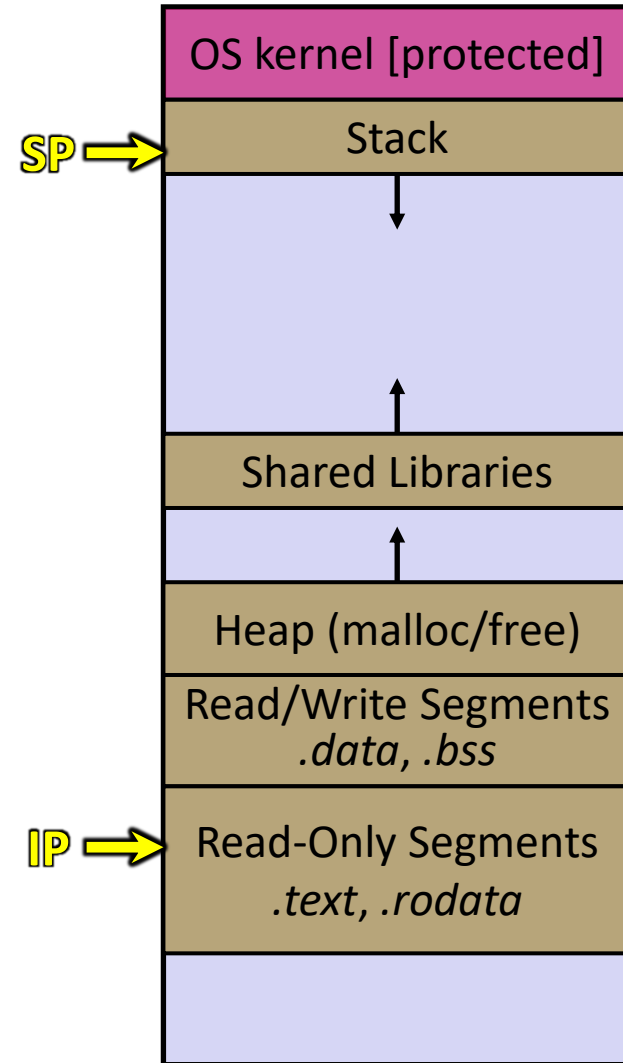 OS kernel [protected]
Stack
SP
Shared Libraries
Heap (malloc/free)
Read/Write Segments
.data, .bss
IP
Read-Only Segments
.text, .rodata